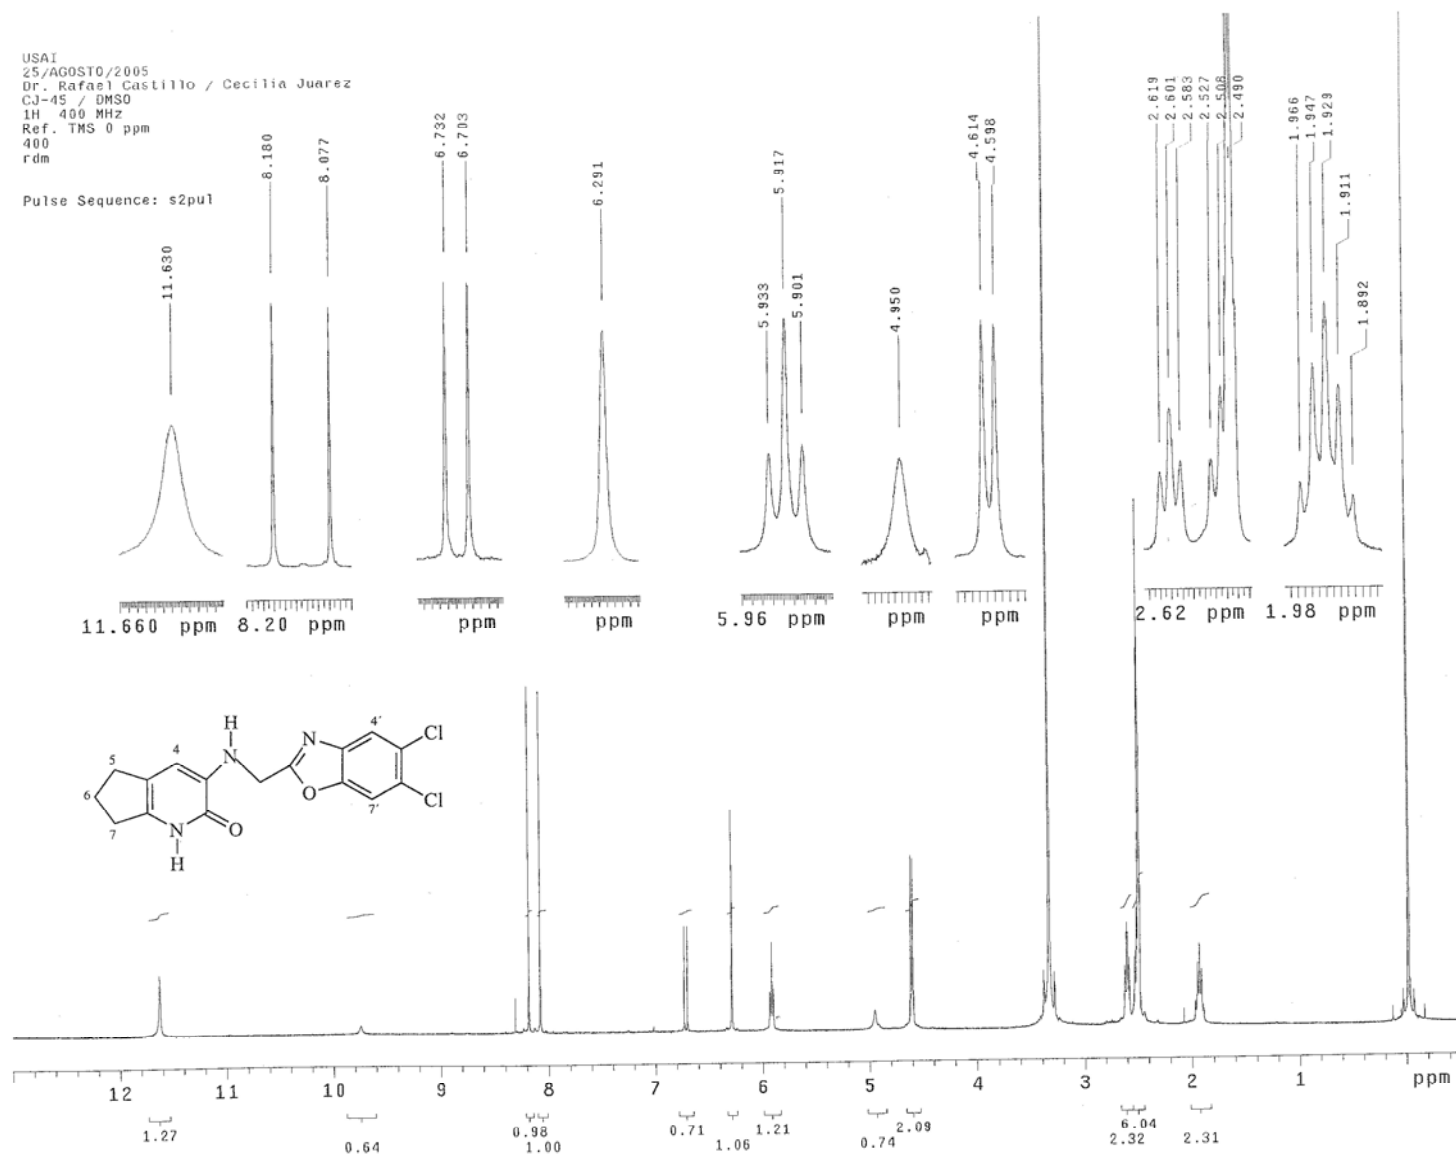 USAI
25/AGOSTO/2005
Dr. Rafael Castillo / Cecilia Juarez
CJ-45 / DMSO
1H 400 MHz
Ref. TMS 0 ppm
400
rdm
Pulse Sequence: s2pul
11.630
8.180
8.077
6.732
6.703
6.291
5.933
5.917
5.901
4.950
4.614
4.598
2.619
2.601
2.583
2.527
2.508
2.490
1.966
1.947
1.929
1.911
1.892
11.660 ppm 8.20 ppm ppm ppm 5.96 ppm ppm ppm 2.62 ppm 1.98 ppm
H
N
4
5
6
7
N
H
O
N
O
4'
7'
Cl
Cl
12 11 10 9 8 7 6 5 4 3 2 1 ppm
1.27
0.64
0.98
1.00
0.71
1.06
1.21
0.74
2.09
6.04
2.32
2.31